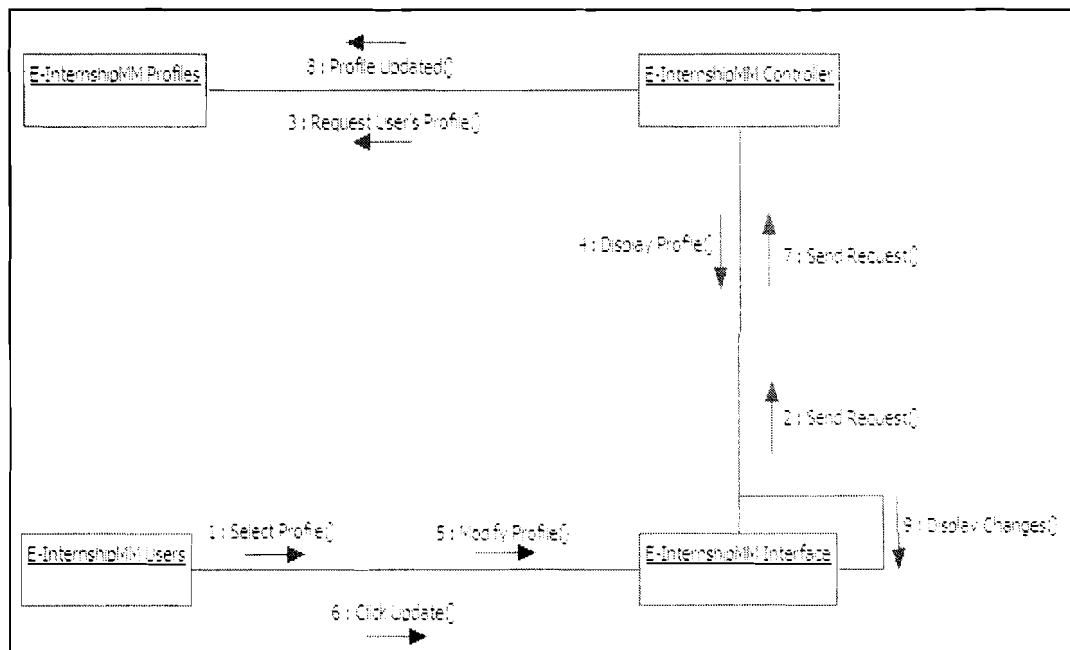 8 : Profile Updated()
E-InternshipMM Profiles
E-InternshipMM Controller
3 : Request User's Profile()
4 : Display Profile()
7 : Send Request()
2 : Send Request()
1 : Select Profile()
5 : Modify Profile()
9 : Display Changes()
E-InternshipMM Users
E-InternshipMM Interface
6 : Click Update()